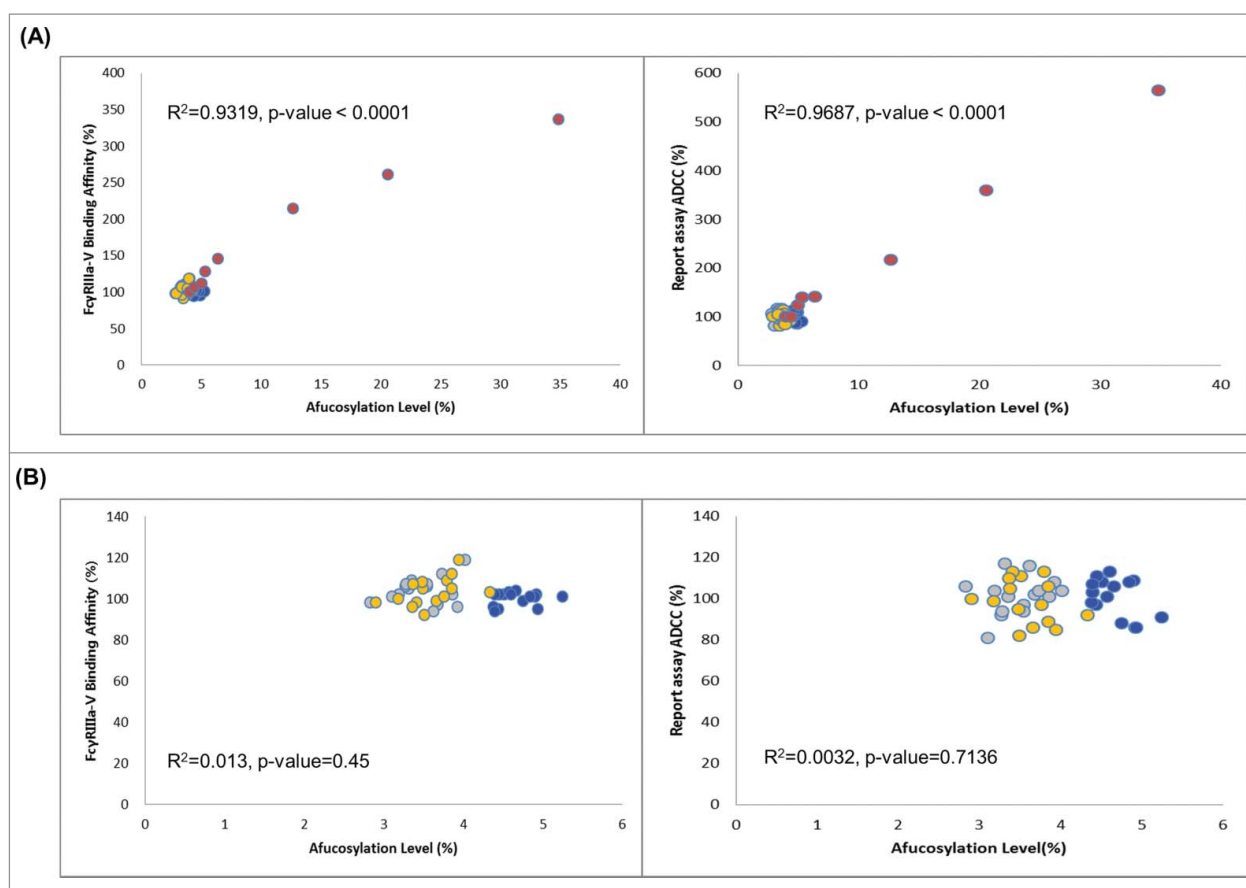 (A)
FcγRIIIa-V Binding Affinity (%)
400
350
300
250
200
150
100
50
0
R²=0.9319, p-value < 0.0001
0 5 10 15 20 25 30 35 40
Afucosylation Level (%)
Report assay ADCC (%)
600
500
400
300
200
100
0
R²=0.9687, p-value < 0.0001
0 10 20 30 40
Afucosylation Level (%)
(B)
FcγRIIIa-V Binding Affinity (%)
140
120
100
80
60
40
20
0
R²=0.013, p-value=0.45
0 1 2 3 4 5 6
Afucosylation Level (%)
Report assay ADCC (%)
140
120
100
80
60
40
20
0
R²=0.0032, p-value=0.7136
0 1 2 3 4 5 6
Afucosylation Level(%)